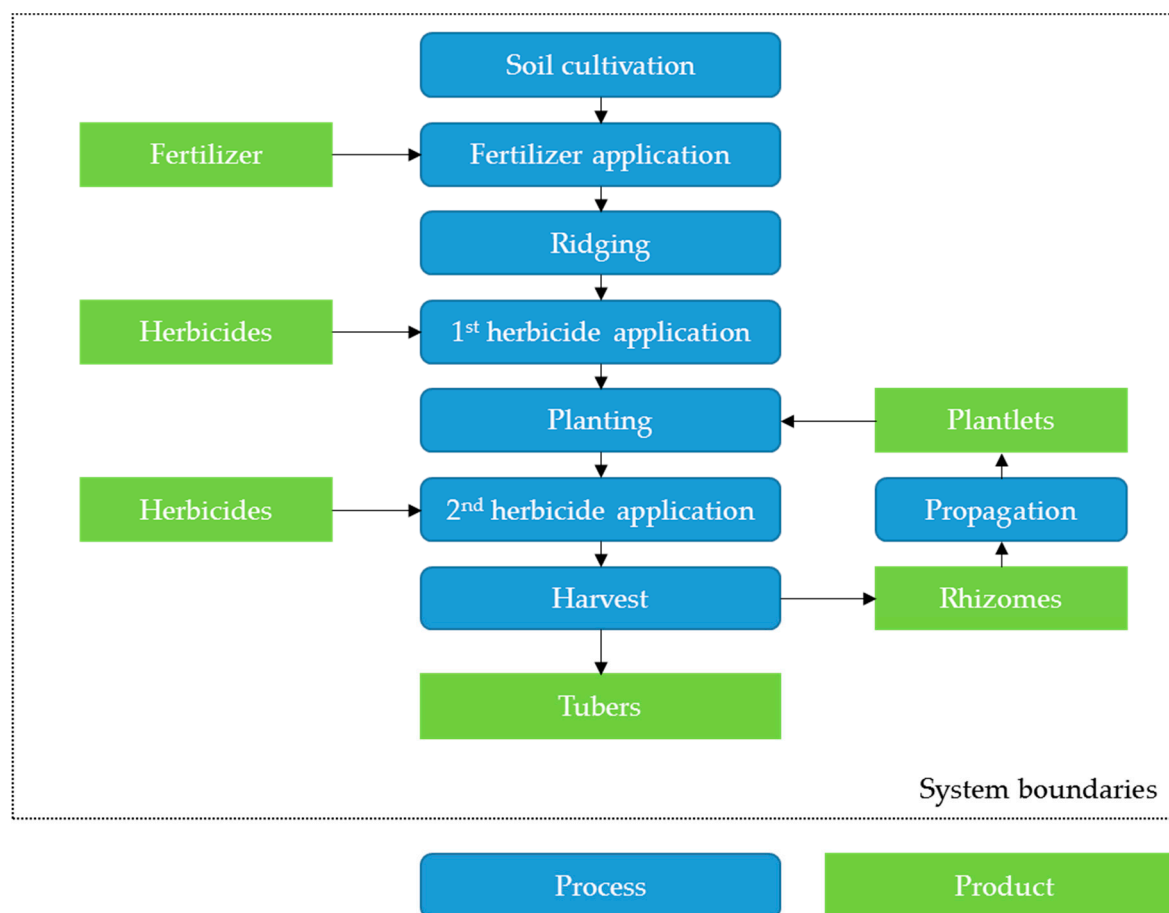 Soil cultivation
Fertilizer
Fertilizer application
Ridging
Herbicides
1st herbicide application
Planting
Plantlets
Herbicides
2nd herbicide application
Propagation
Harvest
Rhizomes
Tubers
System boundaries
Process
Product